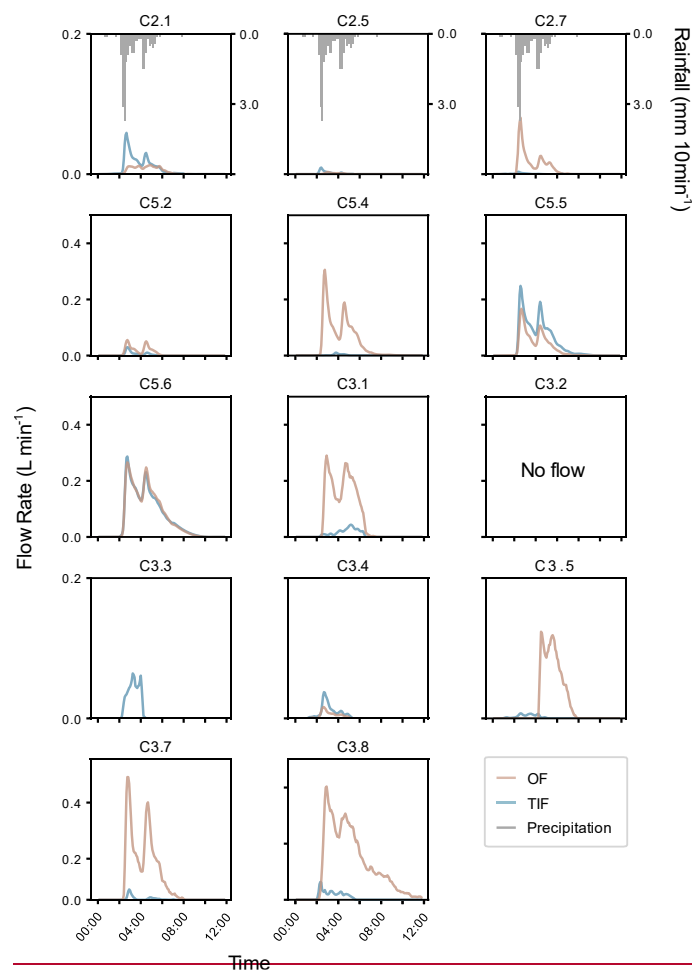 C2.1 C2.5 C2.7
0.2 0.0 0.0 0.0
0.1 3.0 3.0 3.0
0.0
Rainfall (mm 10min-1)
C5.2 C5.4 C5.5
0.4
0.2
0.0
C5.6 C3.1 C3.2
0.4
0.2
0.0
No flow
Flow Rate (L min-1)
C3.3 C3.4 C3.5
0.2
0.0
C3.7 C3.8
0.4
0.2
0.0
OF
TIF
Precipitation
00:00 04:00 08:00 12:00 00:00 04:00 08:00 12:00
Time